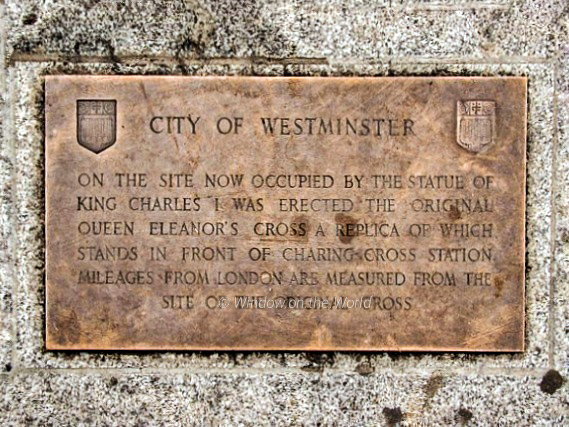 CITY OF WESTMINSTER
ON THE SITE NOW OCCUPIED BY THE STATUE OF
KING CHARLES I WAS ERECTED THE ORIGINAL
QUEEN ELEANOR'S CROSS A REPLICA OF WHICH
STANDS IN FRONT OF CHARING CROSS STATION.
MILEAGES FROM LONDON ARE MEASURED FROM THE
SITE OF CROSS
© Window on the World